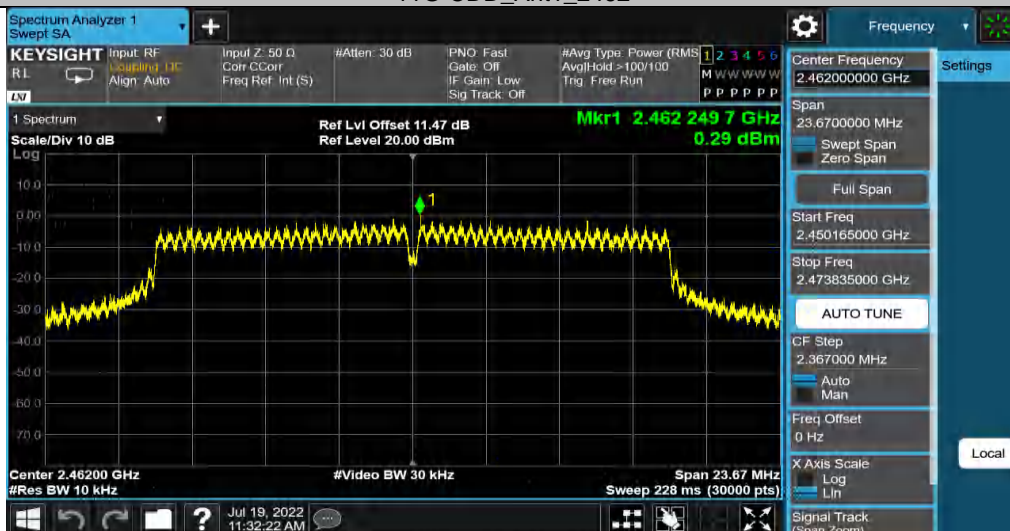 Spectrum Analyzer 1
Swept SA
Frequency
KEYSIGHT
RL
LXI
Input: RF
Coupling: DC
Align: Auto
Input Z: 50 Ω
Corr CCorr
Freq Ref: Int (S)
#Atten: 30 dB
PNO: Fast
Gate: Off
IF Gain: Low
Sig Track: Off
#Avg Type: Power (RMS
Avg|Hold >100/100
Trig: Free Run
1 2 3 4 5 6
M W W W W W
P P P P P P
1 Spectrum
Scale/Div 10 dB
Log
Ref Lvl Offset 11.47 dB
Ref Level 20.00 dBm
Mkr1 2.462 249 7 GHz
0.29 dBm
10.0
0.00
-10.0
-20.0
-30.0
-40.0
-50.0
-60.0
-70.0
1
Center 2.46200 GHz
#Res BW 10 kHz
#Video BW 30 kHz
Span 23.67 MHz
Sweep 228 ms (30000 pts)
Jul 19, 2022
11:32:22 AM
Center Frequency
2.462000000 GHz
Span
23.6700000 MHz
Swept Span
Zero Span
Full Span
Start Freq
2.450165000 GHz
Stop Freq
2.473835000 GHz
AUTO TUNE
CF Step
2.367000 MHz
Auto
Man
Freq Offset
0 Hz
X Axis Scale
Log
Lin
Signal Track
(Span Zoom)
Settings
Local